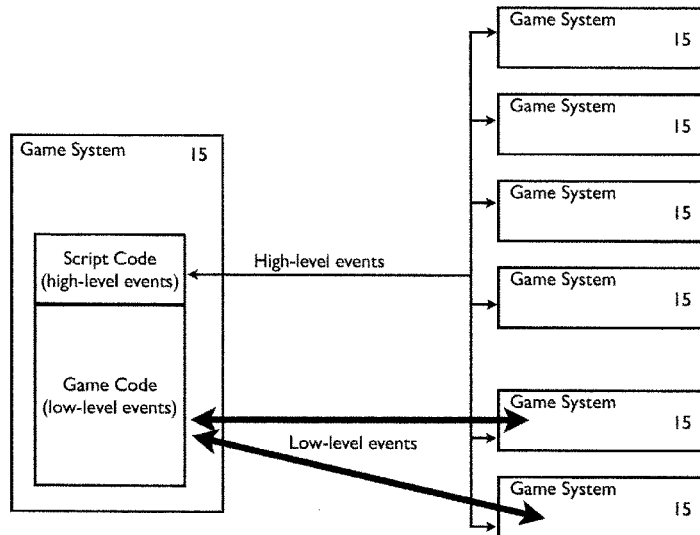 Game System
15
Script Code
(high-level events)
Game Code
(low-level events)
High-level events
Low-level events
Game System
15
Game System
15
Game System
15
Game System
15
Game System
15
Game System
15